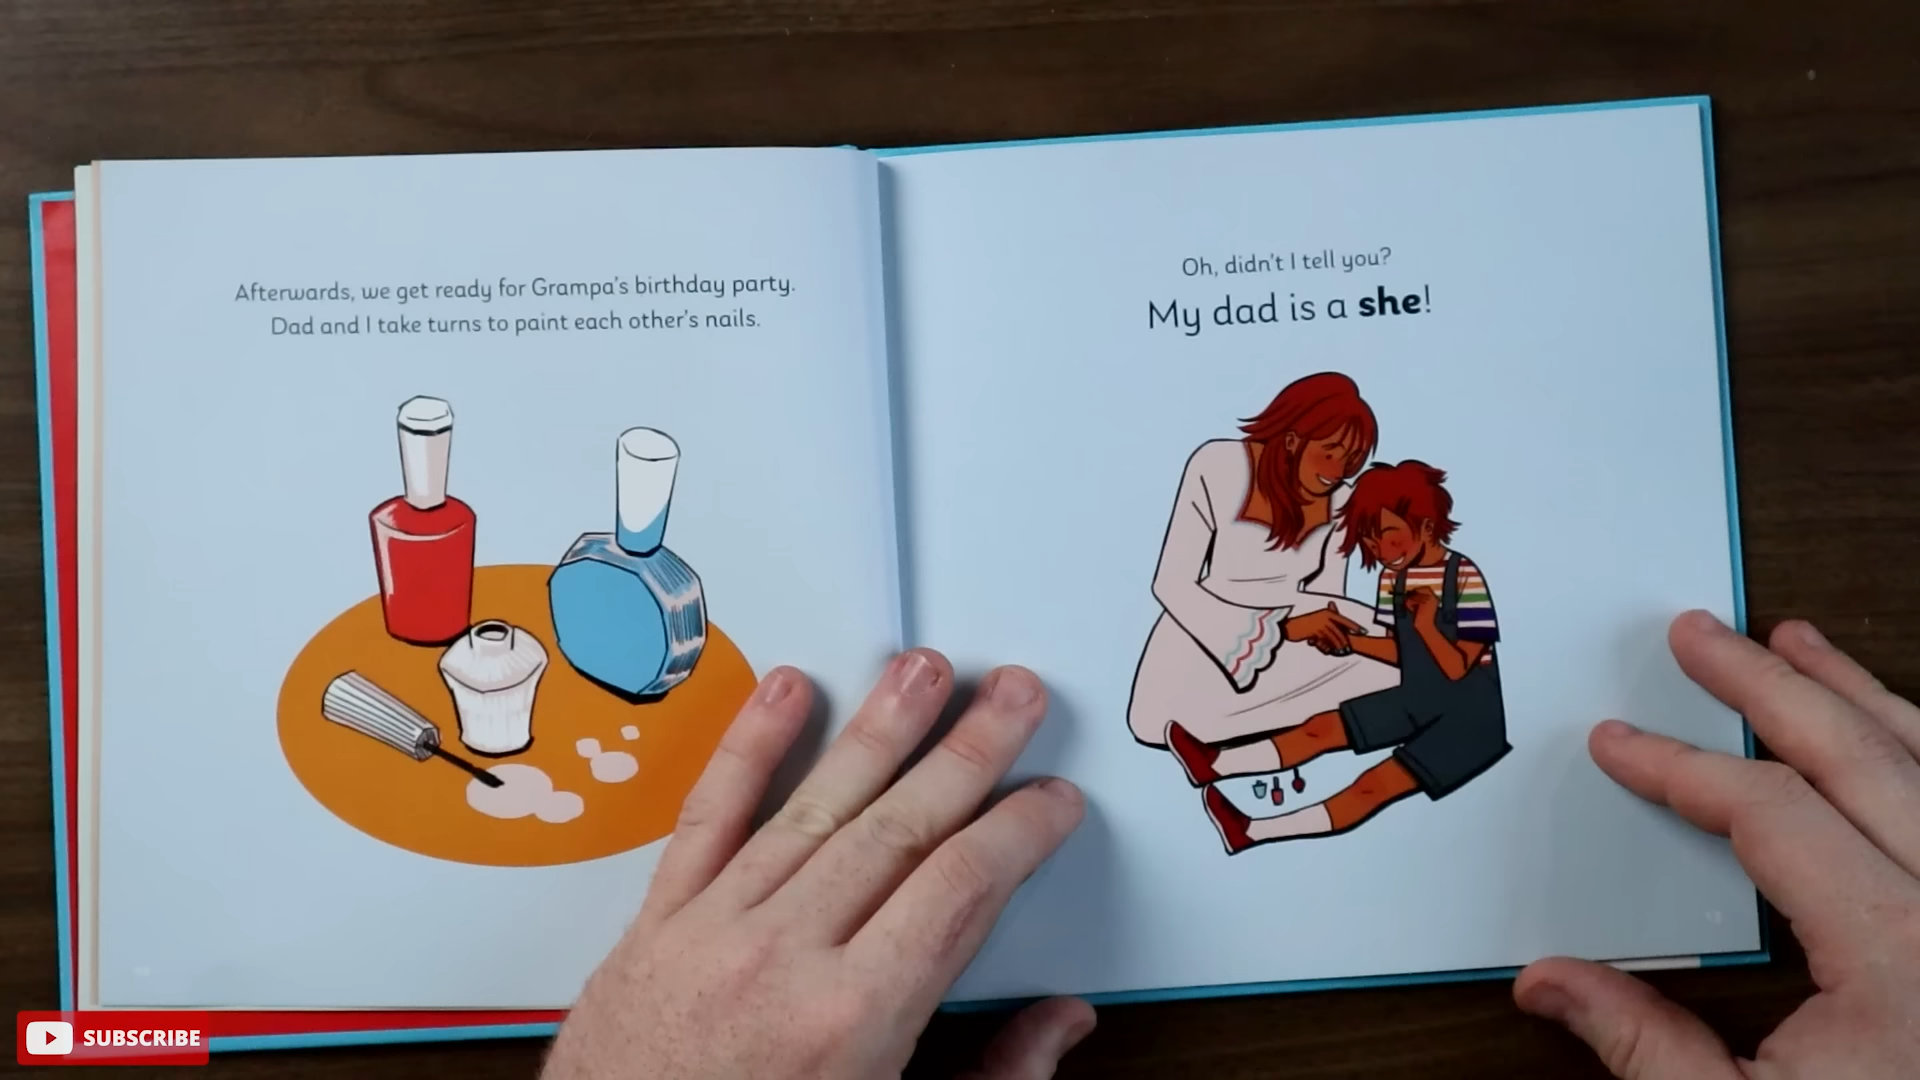 Afterwards, we get ready for Grampa's birthday party.
Dad and I take turns to paint each other's nails.
Oh, didn't I tell you?
My dad is a she!
SUBSCRIBE